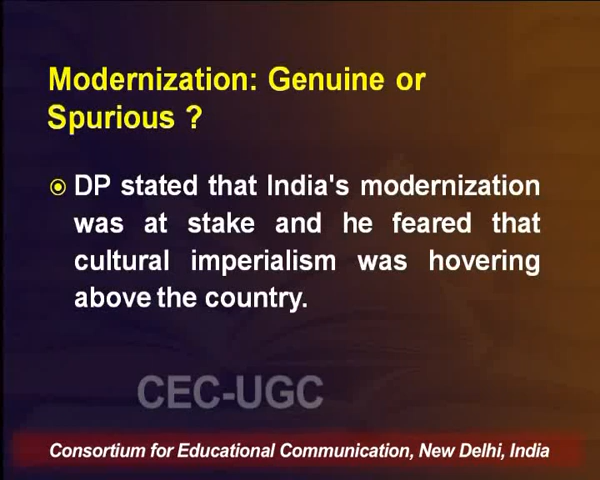 Modernization: Genuine or
Spurious ?
DP stated that India's modernization
was at stake and he feared that
cultural imperialism was hovering
above the country.
CEC-UGC
Consortium for Educational Communication, New Delhi, India